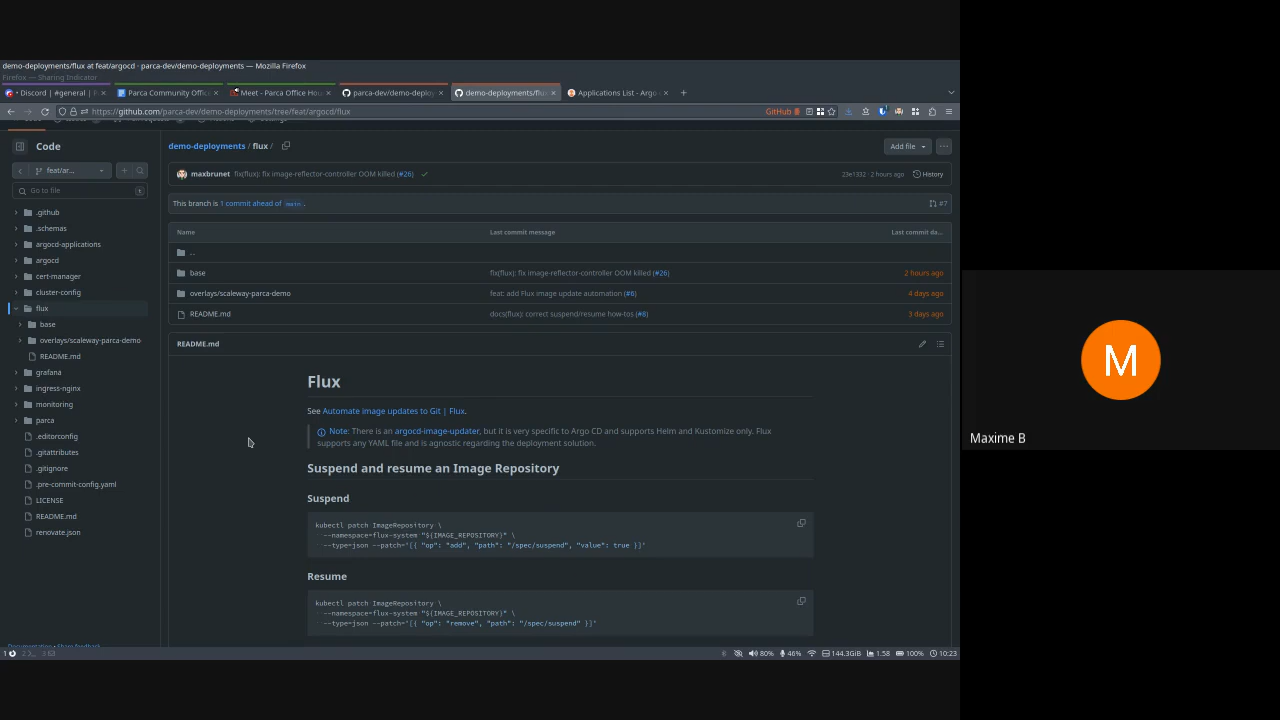 demo-deployments/flux at feat/argocd · parca-dev/demo-deployments — Mozilla Firefox
Firefox — Sharing Indicator
Discord | #general |
Parca Community Offic
Meet - Parca Office Hou
parca-dev/demo-deploy
demo-deployments/flux
Applications List - Argo
https://github.com/parca-dev/demo-deployments/tree/feat/argocd/flux
GitHub
Code
feat/ar...
Go to file
t
.github
.schemas
argocd-applications
argocd
cert-manager
cluster-config
flux
base
overlays/scaleway-parca-demo
README.md
grafana
ingress-nginx
monitoring
parca
.editorconfig
.gitattributes
.gitignore
.pre-commit-config.yaml
LICENSE
README.md
renovate.json
Documentation • Share feedback
demo-deployments / flux /
Add file
maxbrunet fix(flux): fix image-reflector-controller OOM killed (#26)
23e1332 · 2 hours ago
History
This branch is 1 commit ahead of main .
#7
Name Last commit message Last commit da...
..
base fix(flux): fix image-reflector-controller OOM killed (#26) 2 hours ago
overlays/scaleway-parca-demo feat: add Flux image update automation (#6) 4 days ago
README.md docs(flux): correct suspend/resume how-tos (#8) 3 days ago
README.md
Flux
See Automate image updates to Git | Flux.
Note: There is an argocd-image-updater, but it is very specific to Argo CD and supports Helm and Kustomize only. Flux
supports any YAML file and is agnostic regarding the deployment solution.
Suspend and resume an Image Repository
Suspend
kubectl patch ImageRepository \
--namespace=flux-system "${IMAGE_REPOSITORY}" \
--type=json --patch='[{ "op": "add", "path": "/spec/suspend", "value": true }]'
Resume
kubectl patch ImageRepository \
--namespace=flux-system "${IMAGE_REPOSITORY}" \
--type=json --patch='[{ "op": "remove", "path": "/spec/suspend" }]'
1 2 3
80% 46% 144.3GiB 1.58 100% 10:23
M
Maxime B